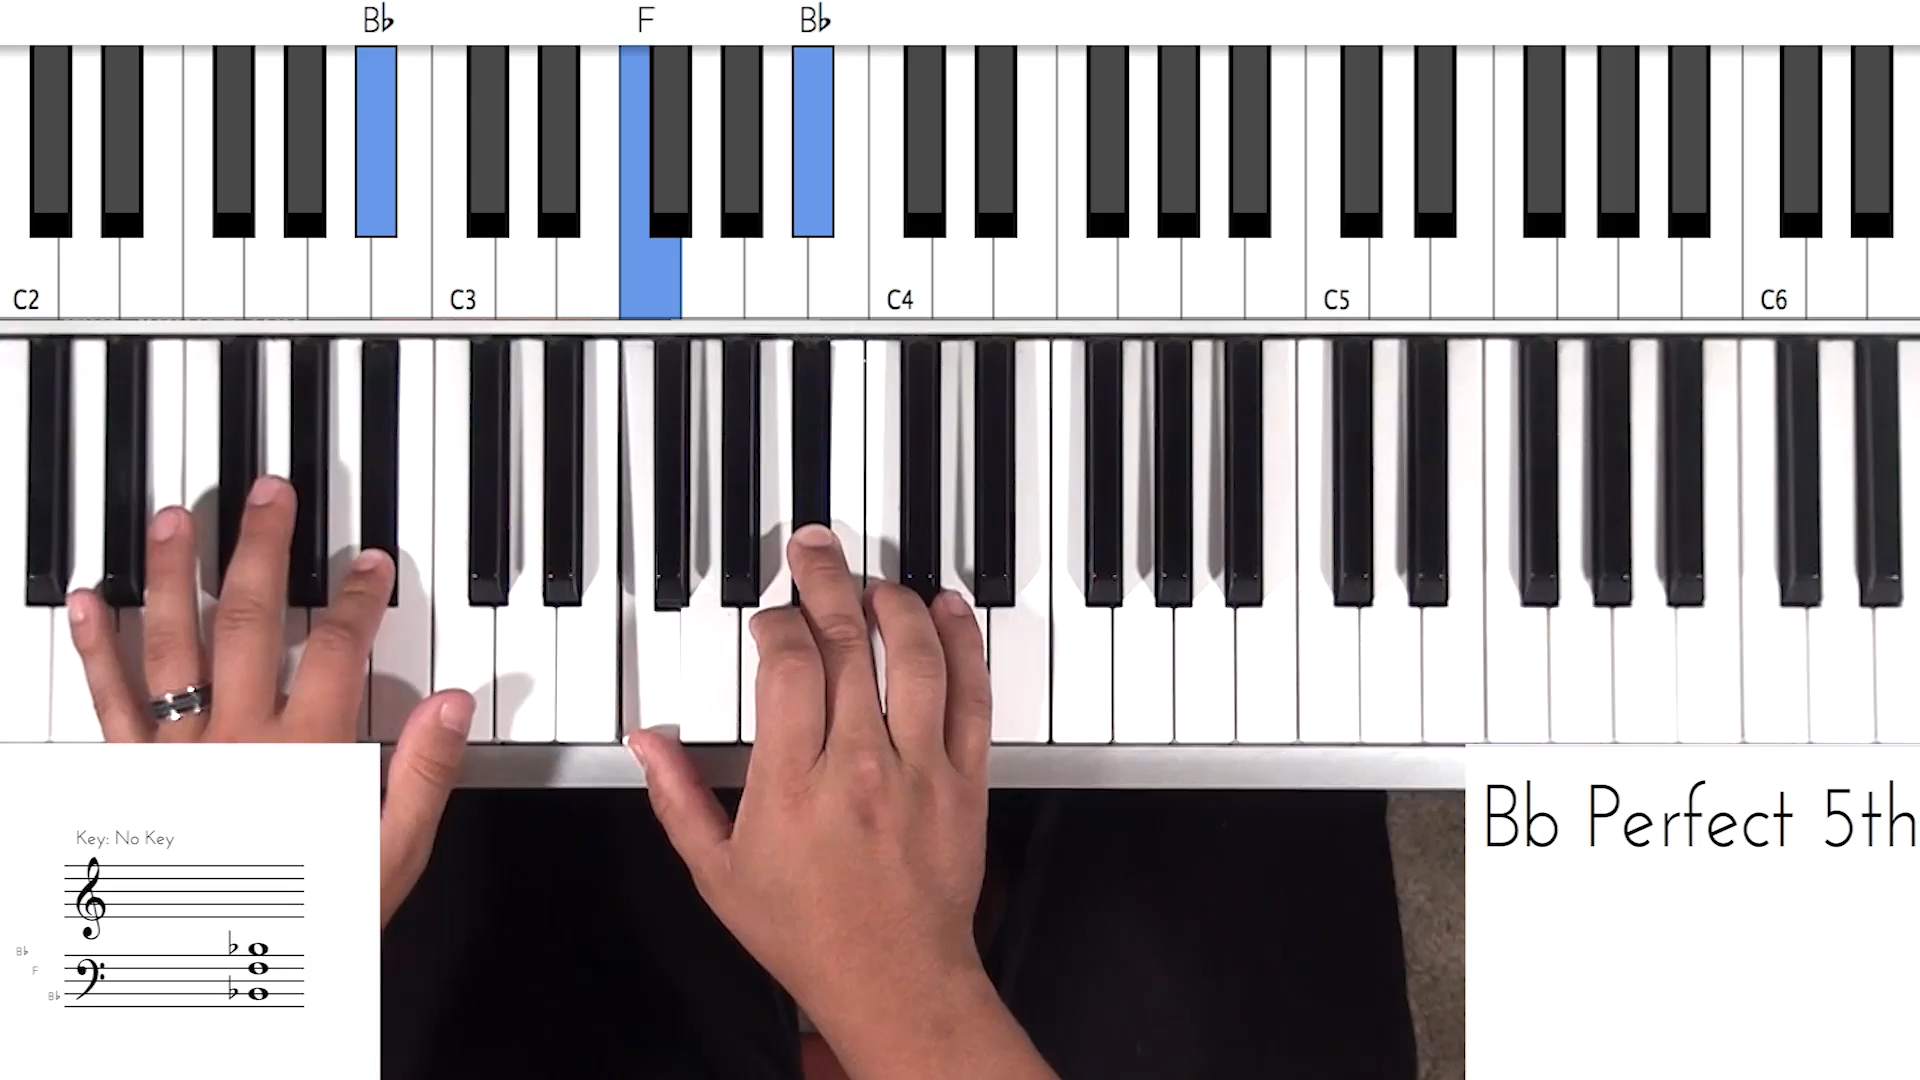 B♭ F B♭
C2 C3 C4 C5 C6
Bb Perfect 5th
Key: No Key
B♭
F
B♭